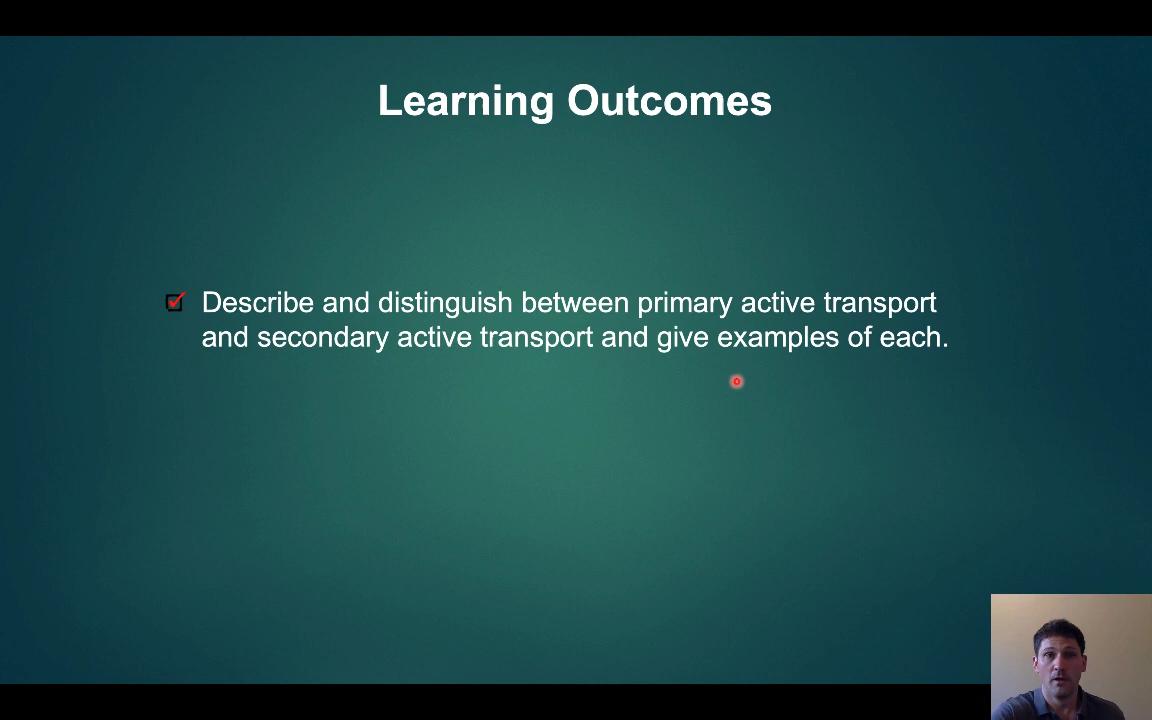 Learning Outcomes
Describe and distinguish between primary active transport
and secondary active transport and give examples of each.